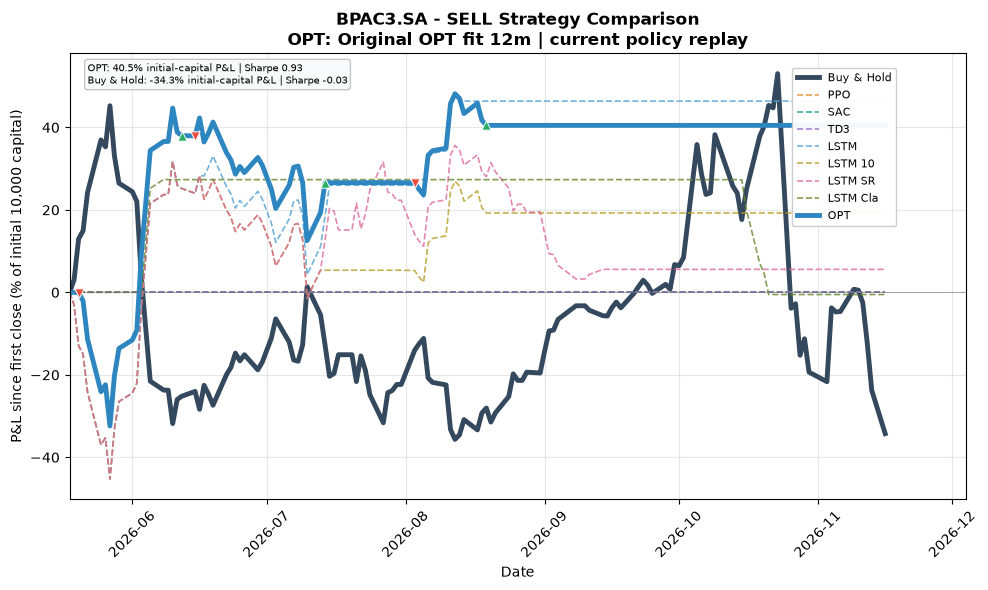 BPAC3.SA - SELL Strategy Comparison
OPT: Original OPT fit 12m | current policy replay
OPT: 40.5% initial-capital P&L | Sharpe 0.93
Buy & Hold: -34.3% initial-capital P&L | Sharpe -0.03
Buy & Hold
PPO
SAC
TD3
LSTM
LSTM 10
LSTM SR
LSTM Cla
OPT
P&L since first close (% of initial 10,000 capital)
40
20
0
−20
−40
2026-06
2026-07
2026-08
2026-09
2026-10
2026-11
2026-12
Date